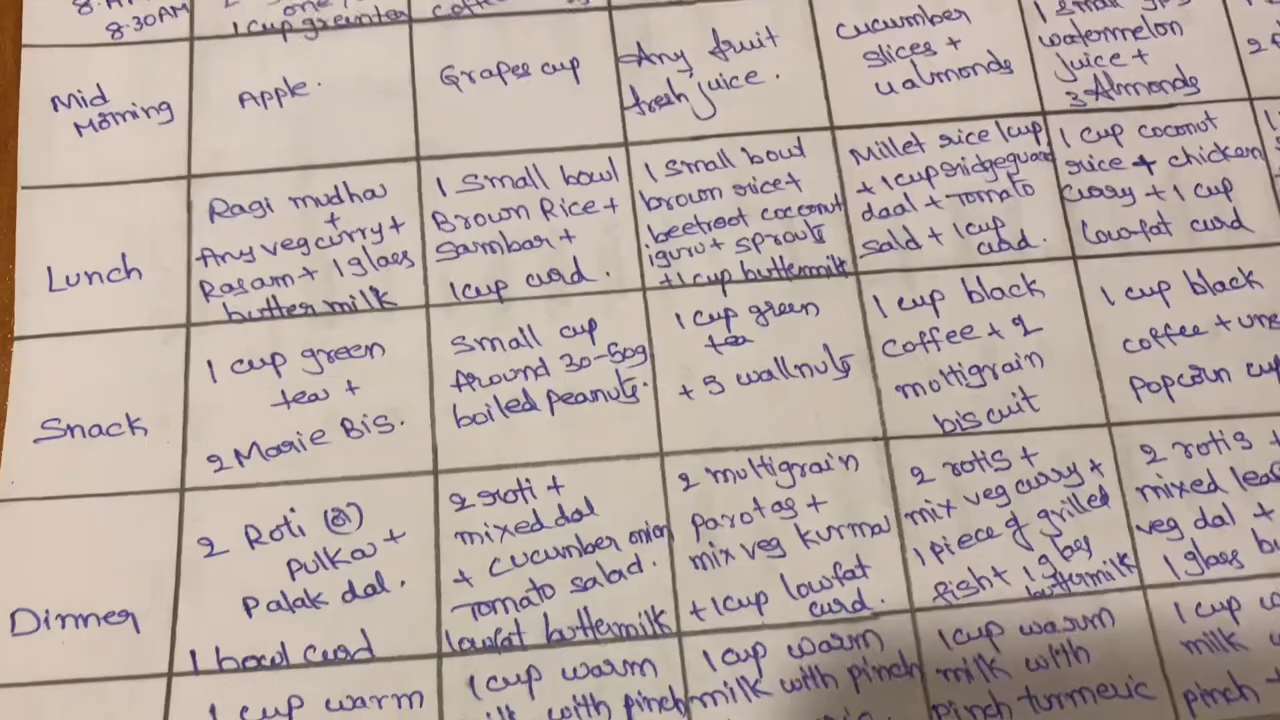 8.30AM
1 cup greentea
Mid
Morning
Apple.
Grapes cup
Any fruit
fresh juice.
cucumber
slices +
4 almonds
1 small
watermelon
juice +
3 Almonds
Lunch
Ragi mudha
+
Any veg curry +
Rasam + 1 glass
butter milk
1 Small bowl
Brown Rice +
Sambar +
1 cup curd.
1 Small bowl
brown rice +
beetroot coconut
iguru + sprouts
+1 cup buttermilk
Millet rice 1 cup
+ 1 cup ridgeguard
daal + Tomato
sald + 1 cup
curd.
1 cup coconut
rice + chicken
curry + 1 cup
lowfat curd
Snack
1 cup green
tea +
2 Marie Bis.
Small cup
Around 30-50g
boiled peanuts.
1 cup green
tea
+ 3 wallnuts
1 cup black
coffee + 2
moltigrain
biscuit
1 cup black
coffee + one
popcorn cup
Dinner
2 Roti (or)
Pulka +
Palak dal.
1 bowl curd
2 roti +
mixed dal
+ cucumber onion
Tomato salad.
lowfat buttermilk
2 multigrain
parotas +
mix veg kurma
+ 1 cup lowfat
curd.
2 rotis +
mix veg curry +
1 piece of grilled
fish + 1 glass
buttermilk
2 rotis +
mixed leaf
veg dal +
1 glass
1 cup warm
1 cup warm
with pinch
1 cup warm
milk with pinch
1 cup warm
milk with
pinch turmeric
1 cup
milk
pinch